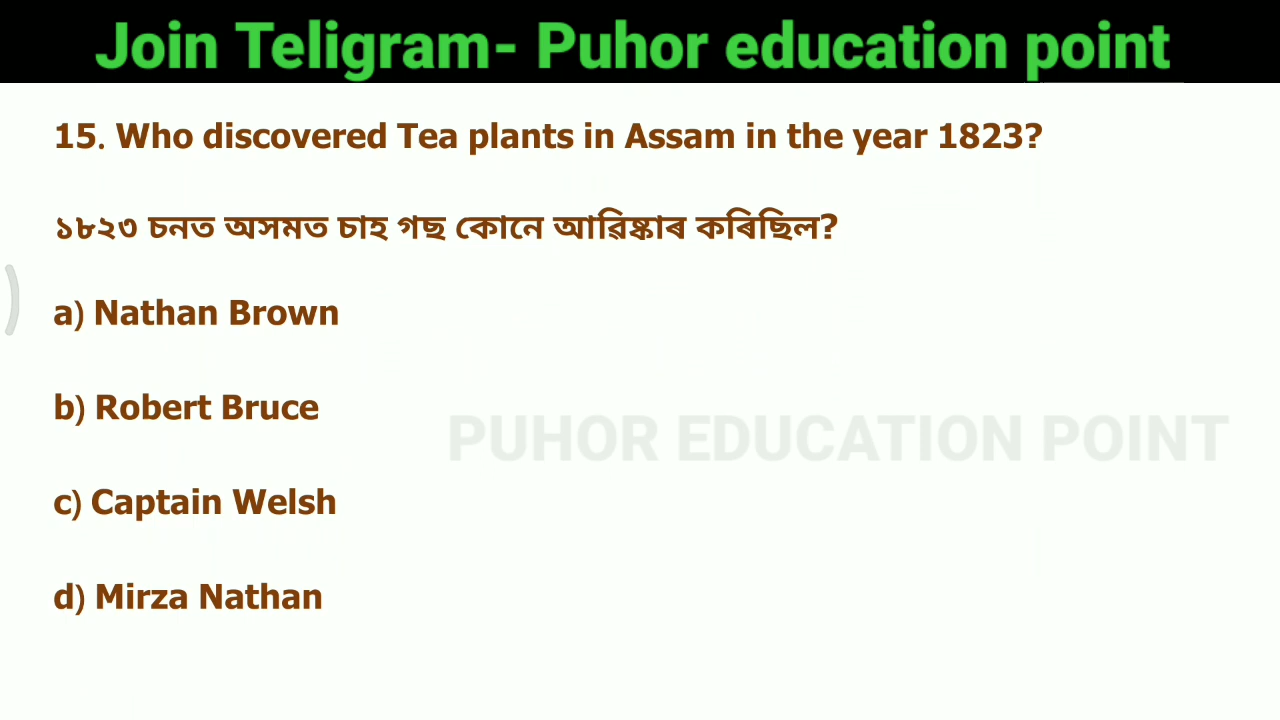 Join Teligram- Puhor education point
15. Who discovered Tea plants in Assam in the year 1823?
১৮২৩ চনত অসমত চাহ গছ কোনে আৱিষ্কাৰ কৰিছিল?
a) Nathan Brown
b) Robert Bruce
PUHOR EDUCATION POINT
c) Captain Welsh
d) Mirza Nathan